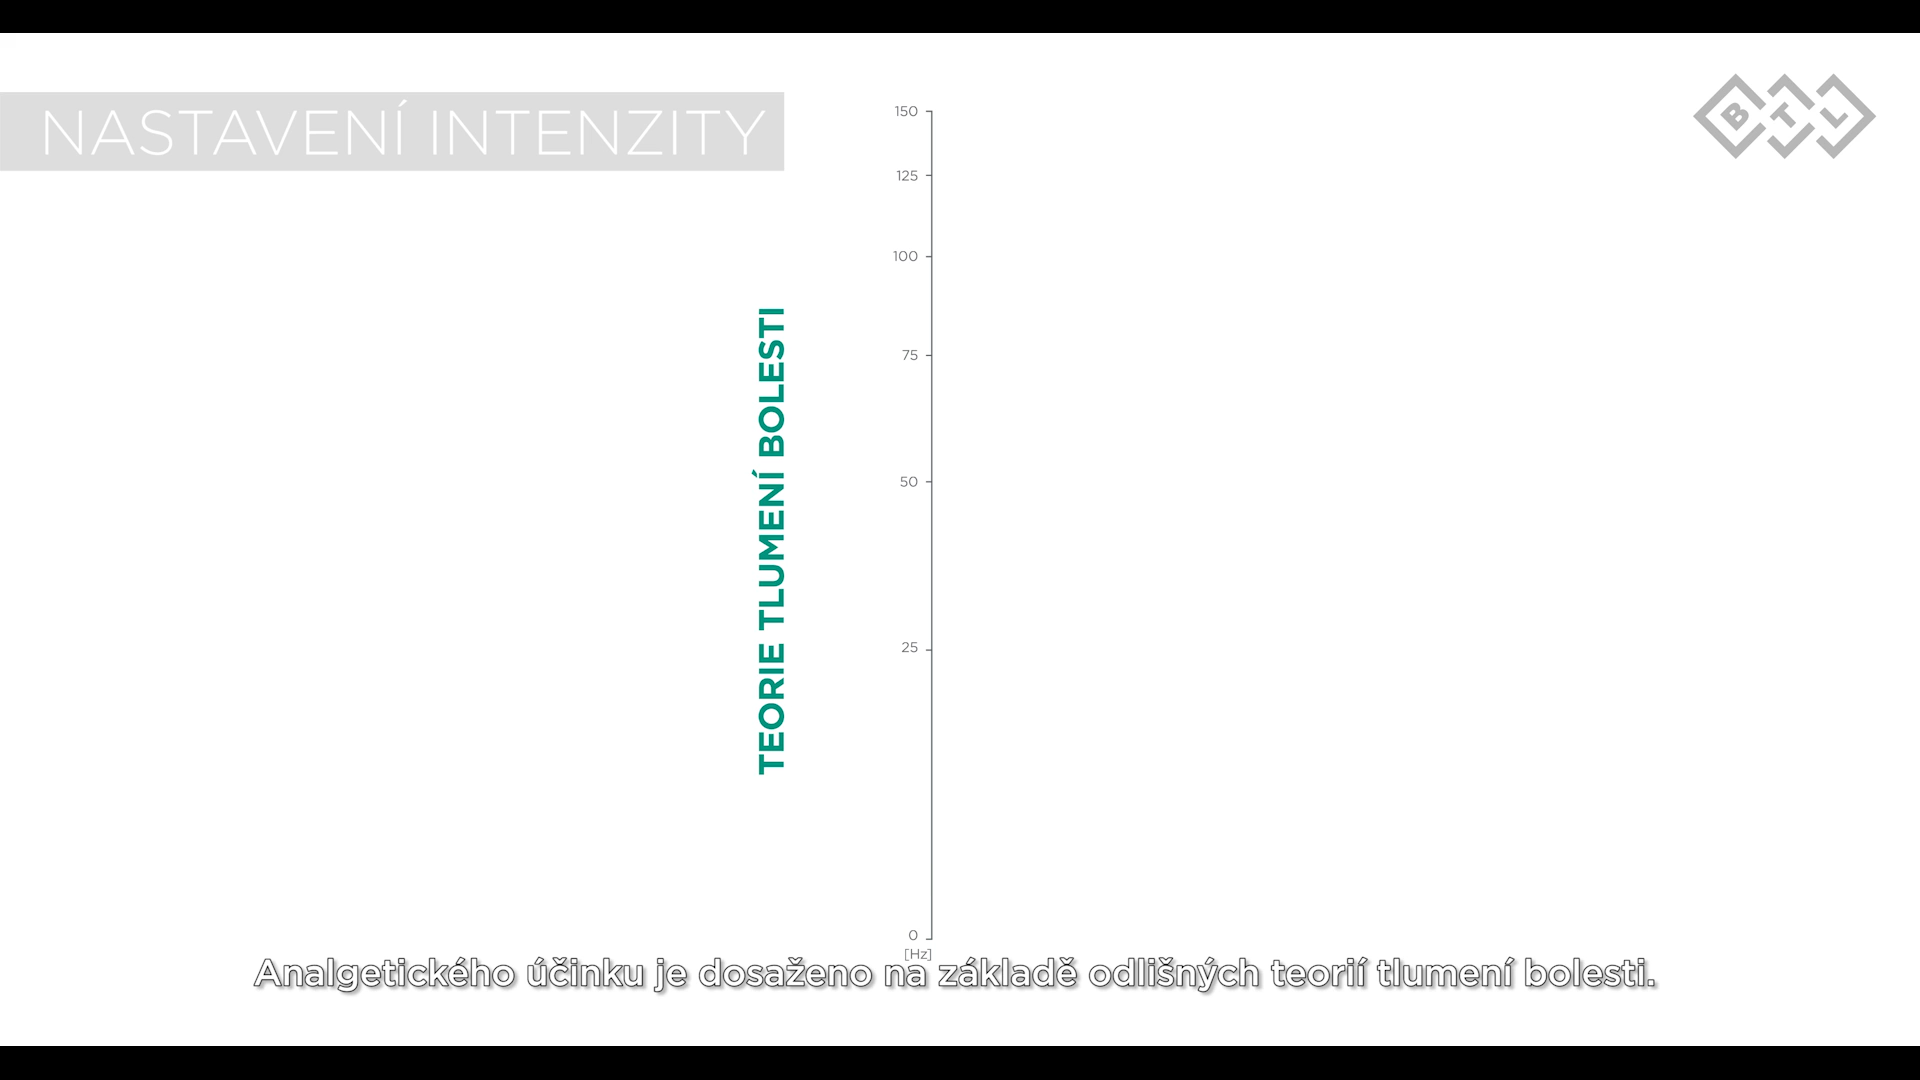 NASTAVENÍ INTENZITY
BTL
TEORIE TLUMENÍ BOLESTI
150
125
100
75
50
25
0
[Hz]
Analgetického účinku je dosaženo na základě odlišných teorií tlumení bolesti.